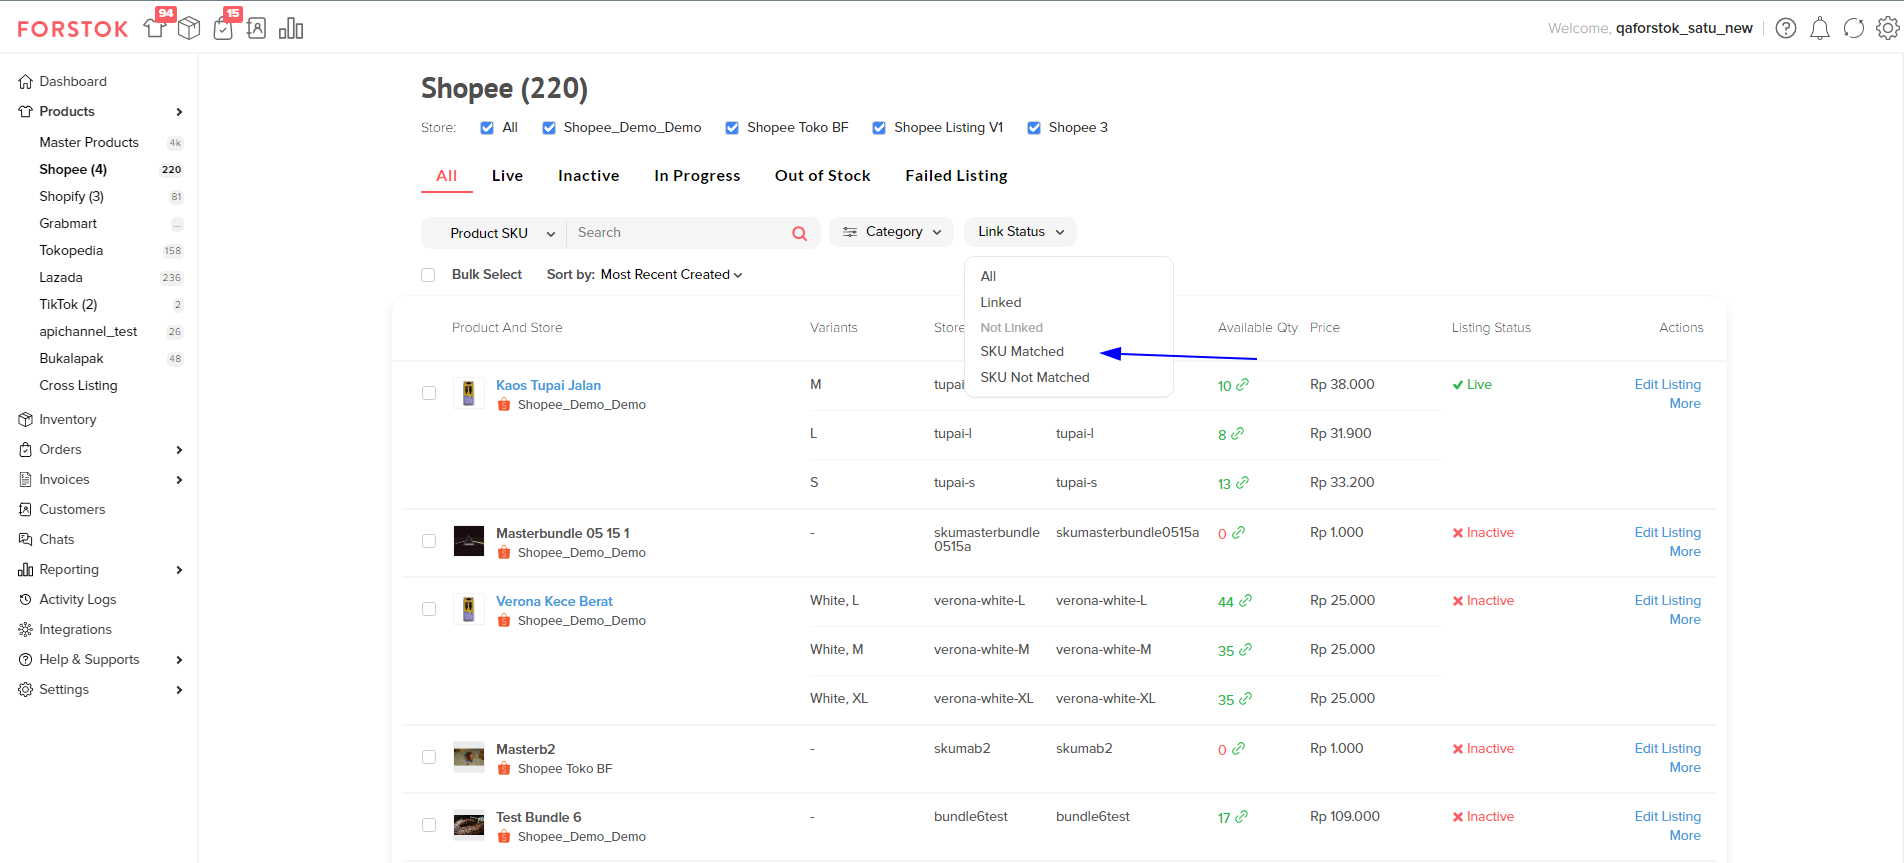 FORSTOK 94 15 Welcome, qaforstok_satu_new
Dashboard
Products
Master Products 4k
Shopee (4) 220
Shopify (3) 81
Grabmart ...
Tokopedia 158
Lazada 236
TikTok (2) 2
apichannel_test 26
Bukalapak 48
Cross Listing
Inventory
Orders
Invoices
Customers
Chats
Reporting
Activity Logs
Integrations
Help & Supports
Settings
Shopee (220)
Store: All Shopee_Demo_Demo Shopee Toko BF Shopee Listing V1 Shopee 3
All Live Inactive In Progress Out of Stock Failed Listing
Product SKU Search Category Link Status
Bulk Select Sort by: Most Recent Created
All
Linked
Not Linked
SKU Matched
SKU Not Matched
Product And Store Variants Store Available Qty Price Listing Status Actions
Kaos Tupai Jalan M tupai 10 Rp 38.000 Live Edit Listing
Shopee_Demo_Demo More
L tupai-l tupai-l 8 Rp 31.900
S tupai-s tupai-s 13 Rp 33.200
Masterbundle 05 15 1 - skumasterbundle skumasterbundle0515a 0 Rp 1.000 Inactive Edit Listing
Shopee_Demo_Demo 0515a More
Verona Kece Berat White, L verona-white-L verona-white-L 44 Rp 25.000 Inactive Edit Listing
Shopee_Demo_Demo More
White, M verona-white-M verona-white-M 35 Rp 25.000
White, XL verona-white-XL verona-white-XL 35 Rp 25.000
Masterb2 - skumab2 skumab2 0 Rp 1.000 Inactive Edit Listing
Shopee Toko BF More
Test Bundle 6 - bundle6test bundle6test 17 Rp 109.000 Inactive Edit Listing
Shopee_Demo_Demo More